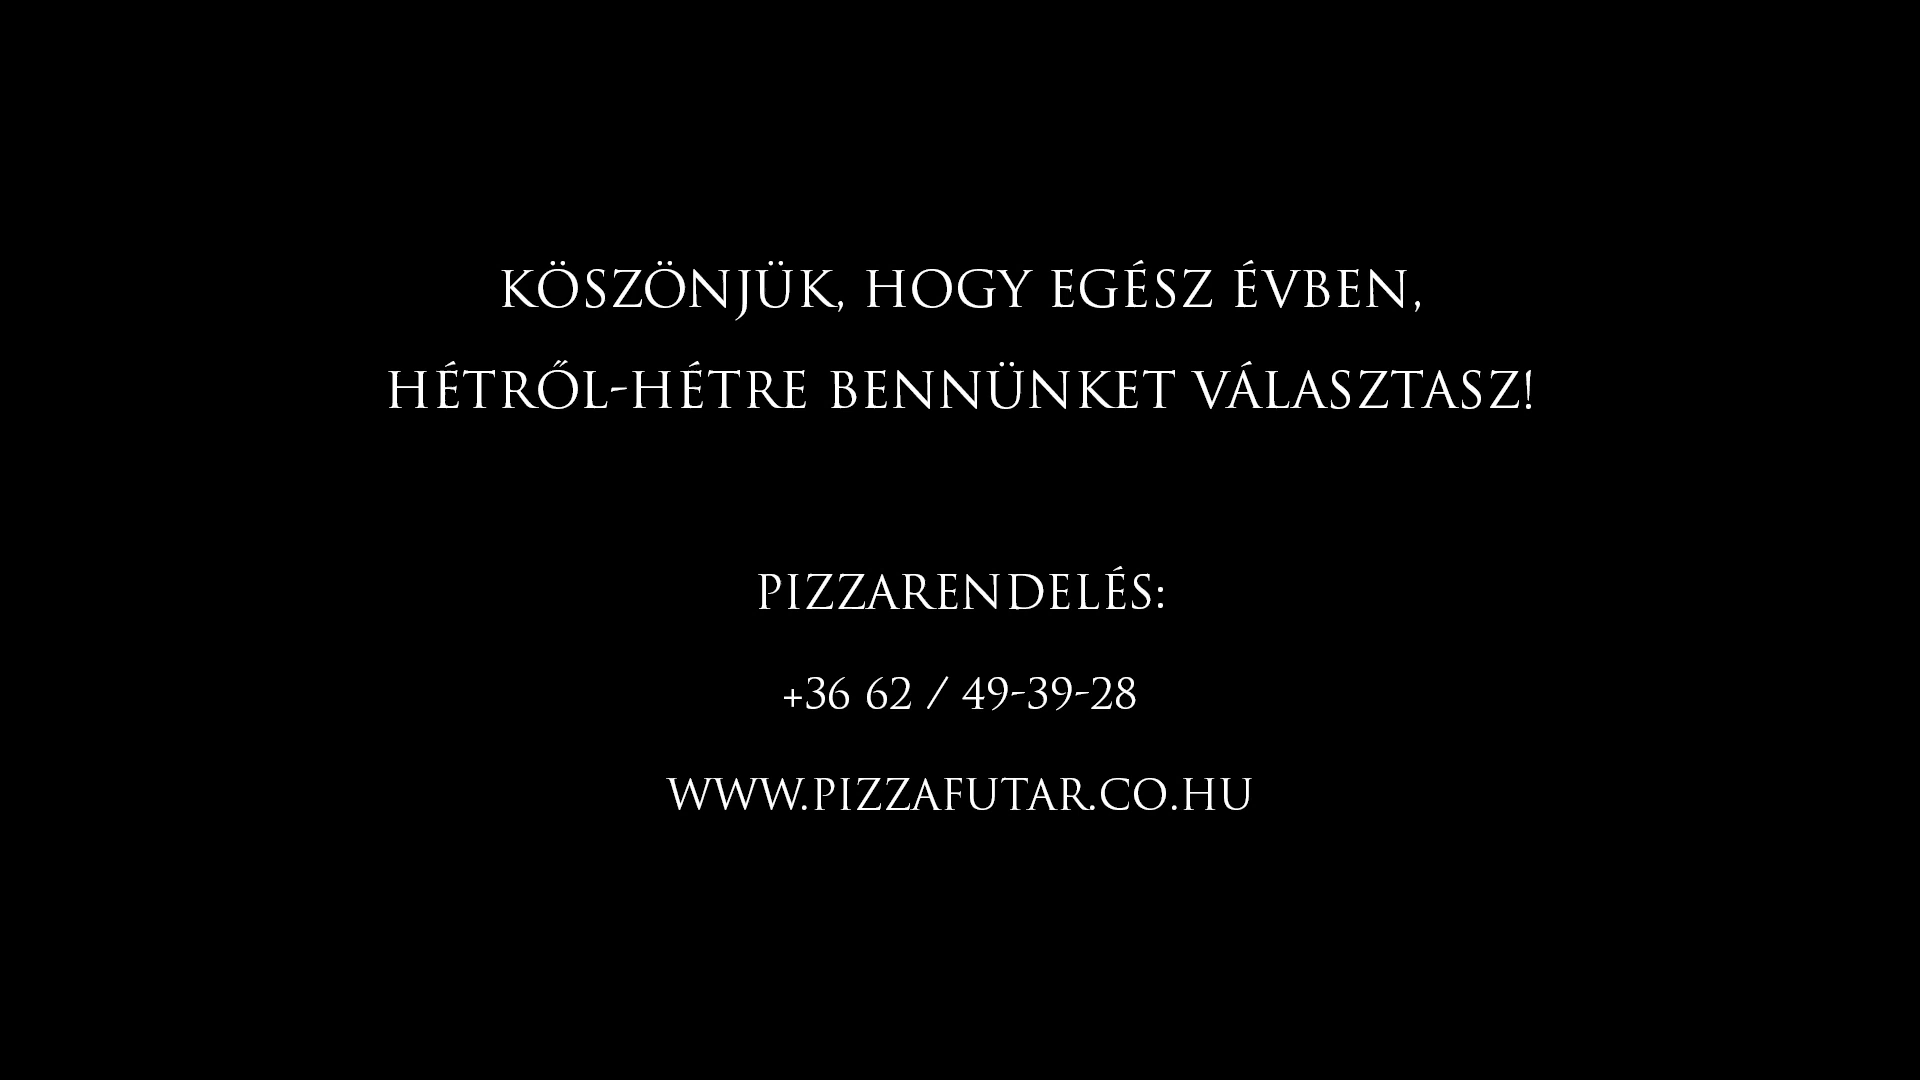 KÖSZÖNJÜK, HOGY EGÉSZ ÉVBEN,
HÉTRŐL-HÉTRE BENNÜNKET VÁLASZTASZ!
PIZZARENDELÉS:
+36 62 / 49-39-28
WWW.PIZZAFUTAR.CO.HU